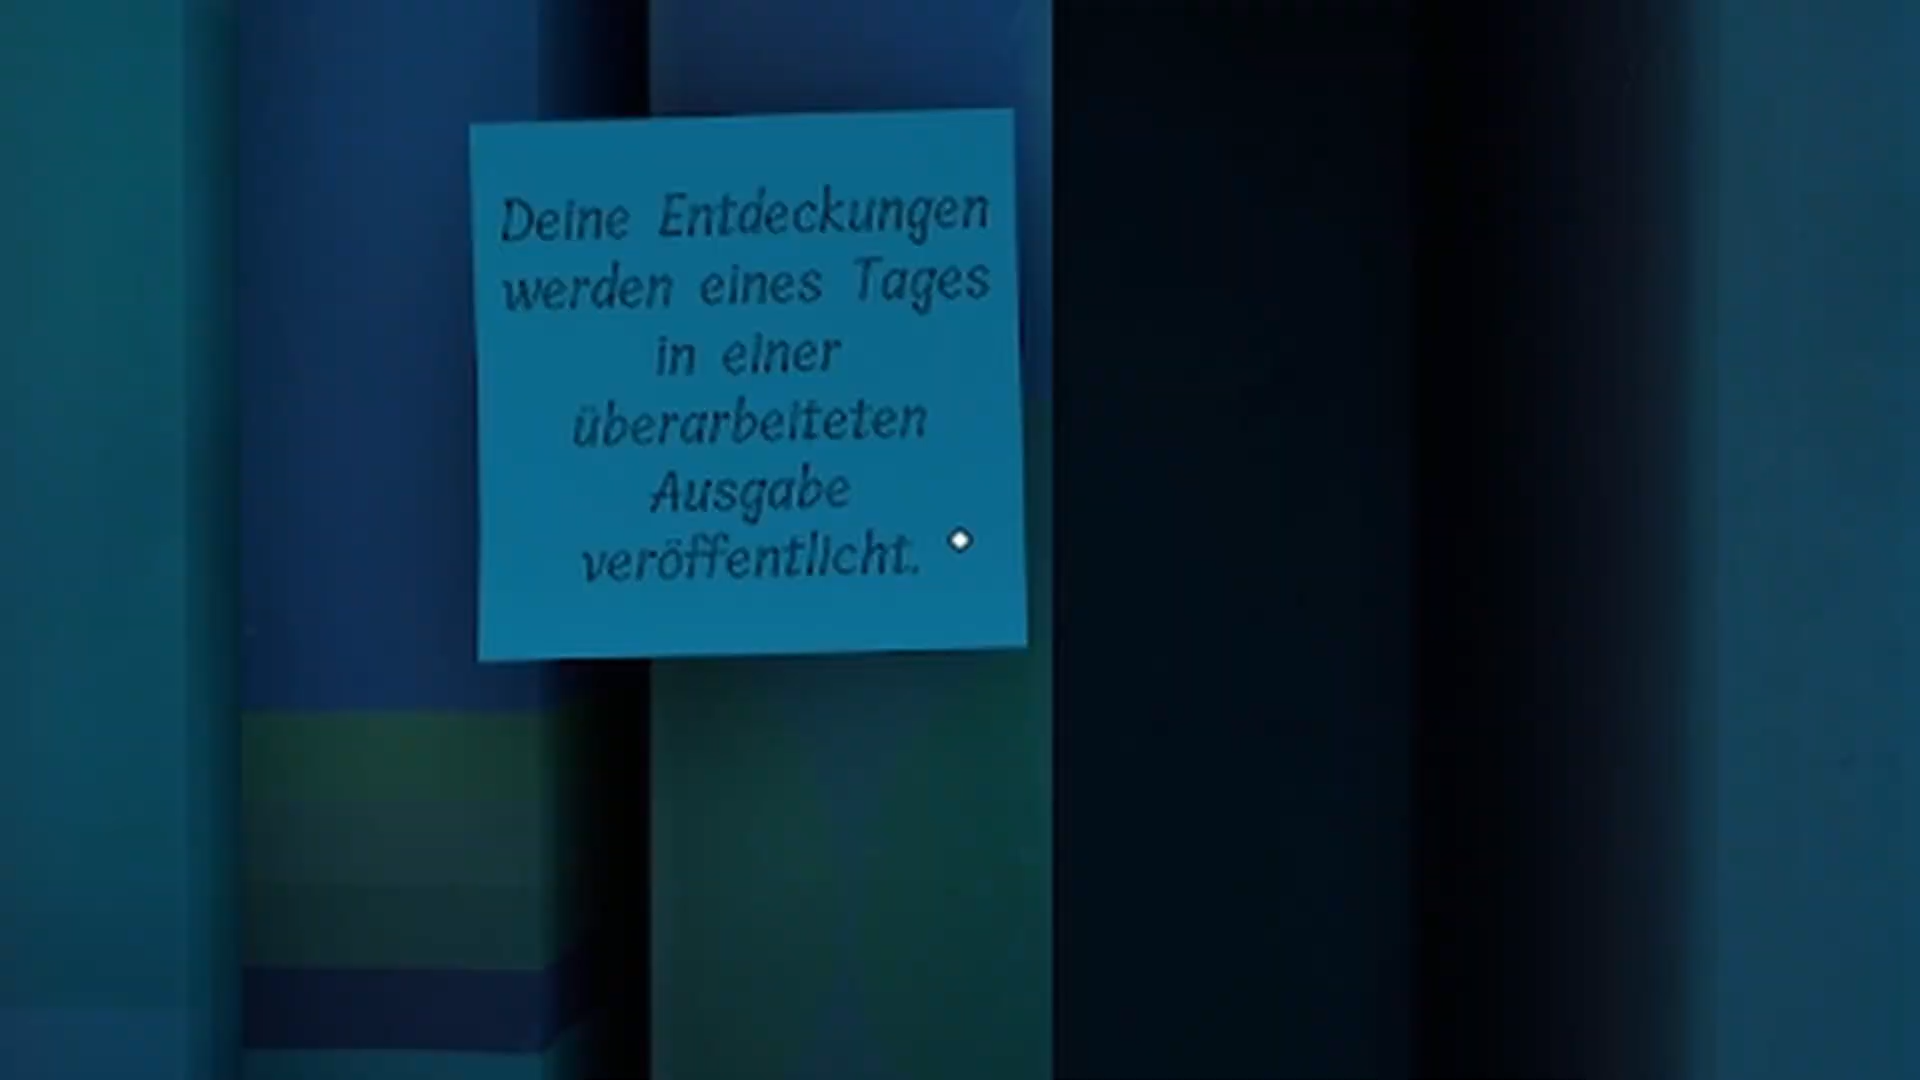 Deine Entdeckungen
werden eines Tages
in einer
überarbeiteten
Ausgabe
veröffentlicht.